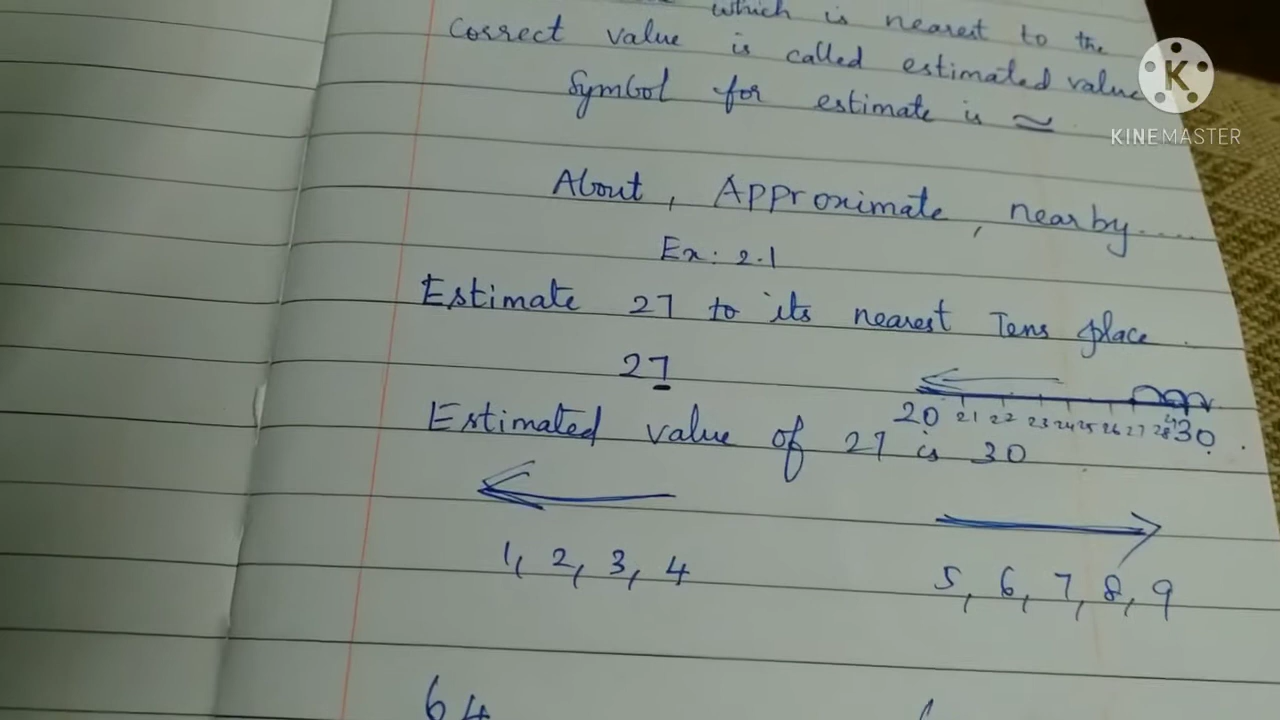 which is nearest to the
correct value is called estimated value
Symbol for estimate is ≃
K
KINEMASTER
About, Approximate, nearby....
Ex: 2.1
Estimate 27 to its nearest Tens place.
27
20 21 22 23 24 25 26 27 28 29 30
Estimated value of 27 is 30
1, 2, 3, 4
5, 6, 7, 8, 9
64